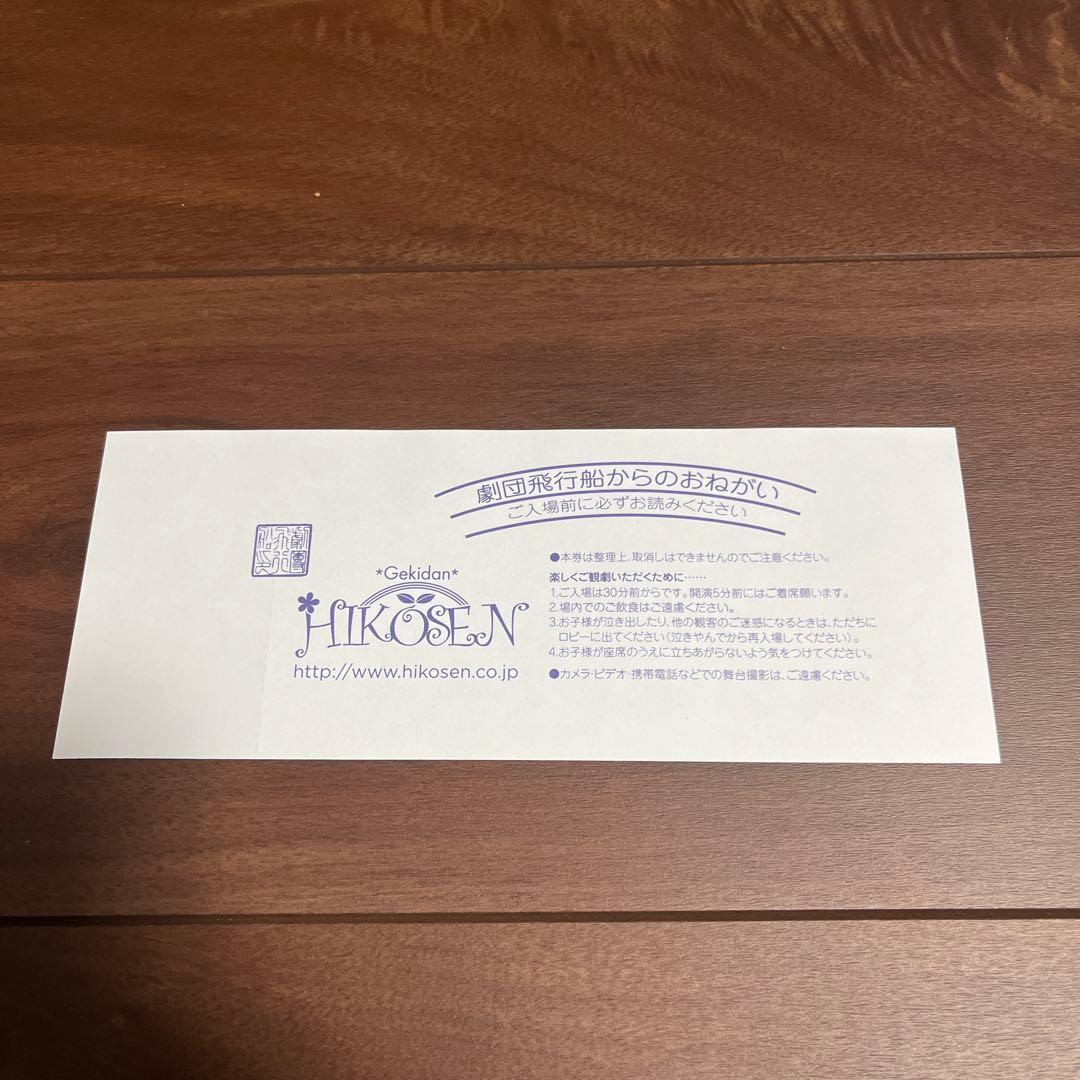 劇団飛行船からのおねがい
ご入場前に必ずお読みください
*Gekidan*
HIKOSEN
http://www.hikosen.co.jp
●本券は整理上、取消しはできませんのでご注意ください。
楽しくご観劇いただくために……
1.ご入場は30分前からです。開演5分前にはご着席願います。
2.場内でのご飲食はご遠慮ください。
3.お子様が泣き出したり、他の観客のご迷惑になるときは、ただちに
ロビーに出てください（泣きやんでから再入場してください）。
4.お子様が座席のうえに立ちあがらないよう気をつけてください。
●カメラ・ビデオ・携帯電話などでの舞台撮影は、ご遠慮ください。